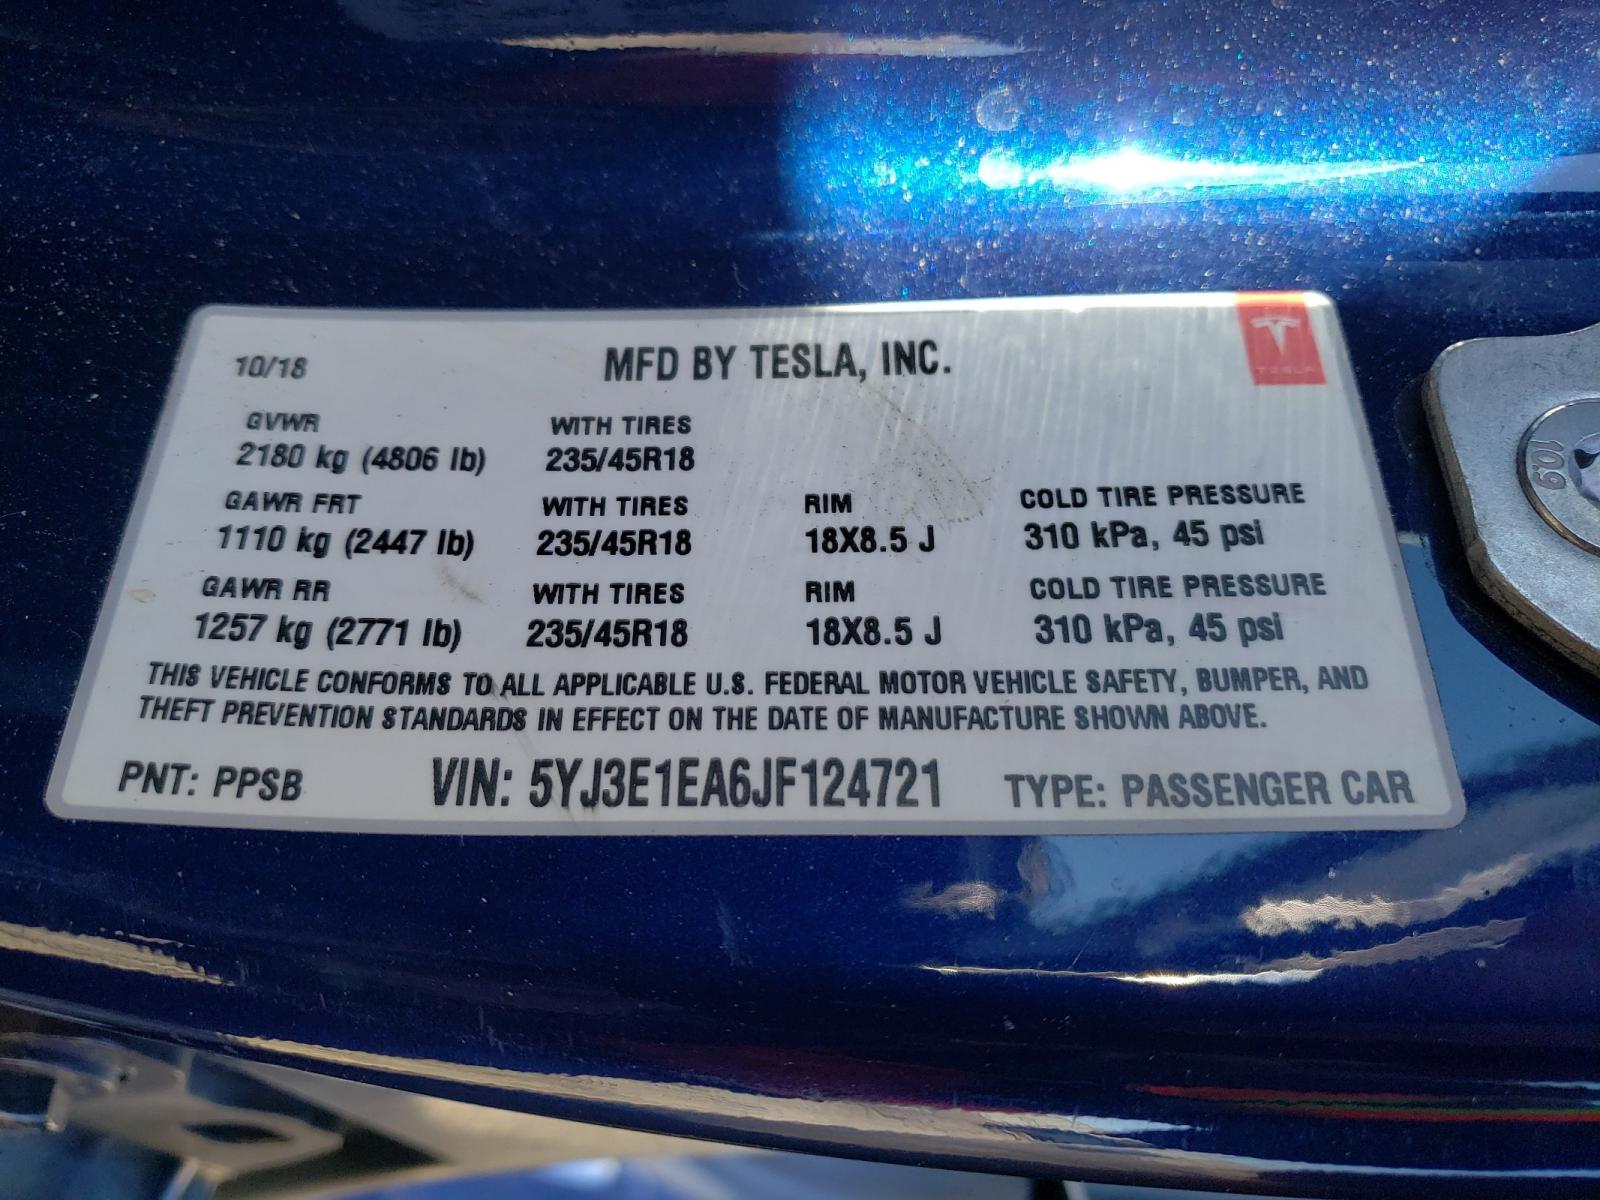 10/18 MFD BY TESLA, INC. TESLA
GVWR WITH TIRES
2180 kg (4806 lb) 235/45R18
GAWR FRT WITH TIRES RIM COLD TIRE PRESSURE
1110 kg (2447 lb) 235/45R18 18X8.5 J 310 kPa, 45 psi
GAWR RR WITH TIRES RIM COLD TIRE PRESSURE
1257 kg (2771 lb) 235/45R18 18X8.5 J 310 kPa, 45 psi
THIS VEHICLE CONFORMS TO ALL APPLICABLE U.S. FEDERAL MOTOR VEHICLE SAFETY, BUMPER, AND
THEFT PREVENTION STANDARDS IN EFFECT ON THE DATE OF MANUFACTURE SHOWN ABOVE.
PNT: PPSB VIN: 5YJ3E1EA6JF124721 TYPE: PASSENGER CAR
109